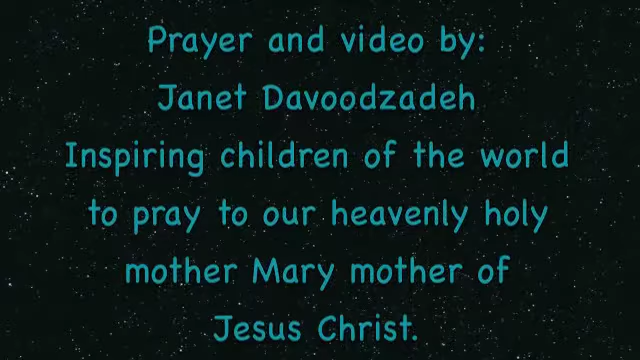 Prayer and video by:
Janet Davoodzadeh
Inspiring children of the world
to pray to our heavenly holy
mother Mary mother of
Jesus Christ.